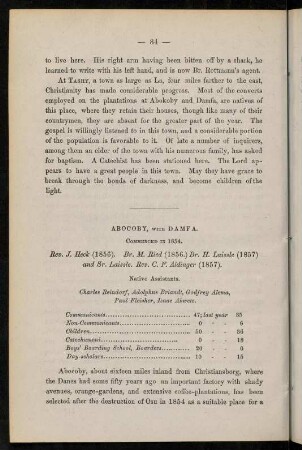 — 84 —
to live here. His right arm having been bitten off by a shark, he
learned to write with his left hand, and is now Br. Rottmann's agent.
At Tashy, a town as large as La, four miles farther to the east,
Christianity has made considerable progress. Most of the converts
employed on the plantations at Abokoby and Damfa, are natives of
this place, where they retain their houses, though like many of their
countrymen, they are absent for the greater part of the year. The
gospel is willingly listened to in this town, and a considerable portion
of the population is favorable to it. Of late a number of inquirers,
among them an elder of the town with his numerous family, has asked
for baptism. A Catechist has been stationed here. The Lord appears
to have a great people in this town. May they have grace to
break through the bonds of darkness, and become children of
the light.
ABOCOBY, with DAMFA.
Commenced in 1854.
Rev. J. Heck (1855). Br. M. Ried (1856.) Br. H. Laissle (1857)
and Sr. Laissle. Rev. C. F. Aldinger (1857).
Native Assistants.
Charles Reindorf, Adolphus Briandt, Godfrey Alema,
Paul Fleisher, Isaac
Communicants 47; last year 35
Non-Communicants 0 „ 6
Children 50 „ 36
Catechumens 0 „ 18
Boys' Boarding School, Boarders 20 „ 5
Day-scholars 13 „ 15
Aboroby, about sixteen miles inland from Christiansborg, where
the Danes had some fifty years ago an important factory with shady
avenues, orange-gardens, and extensive coffee-plantations, has been
selected after the destruction of Osu in 1854 as a suitable place for a